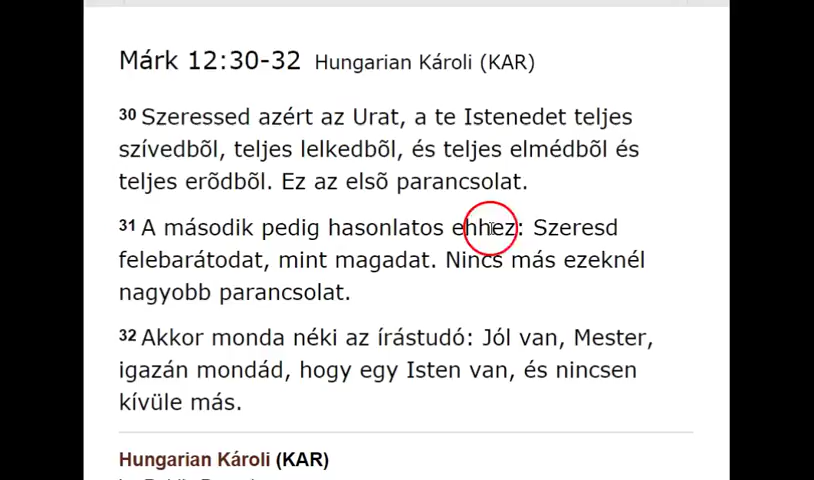 Márk 12:30-32 Hungarian Károli (KAR)
30 Szeressed azért az Urat, a te Istenedet teljes
szívedbõl, teljes lelkedbõl, és teljes elmédbõl és
teljes erõdbõl. Ez az elsõ parancsolat.
31 A második pedig hasonlatos ehhez: Szeresd
felebarátodat, mint magadat. Nincs más ezeknél
nagyobb parancsolat.
32 Akkor monda néki az írástudó: Jól van, Mester,
igazán mondád, hogy egy Isten van, és nincsen
kívüle más.
Hungarian Károli (KAR)